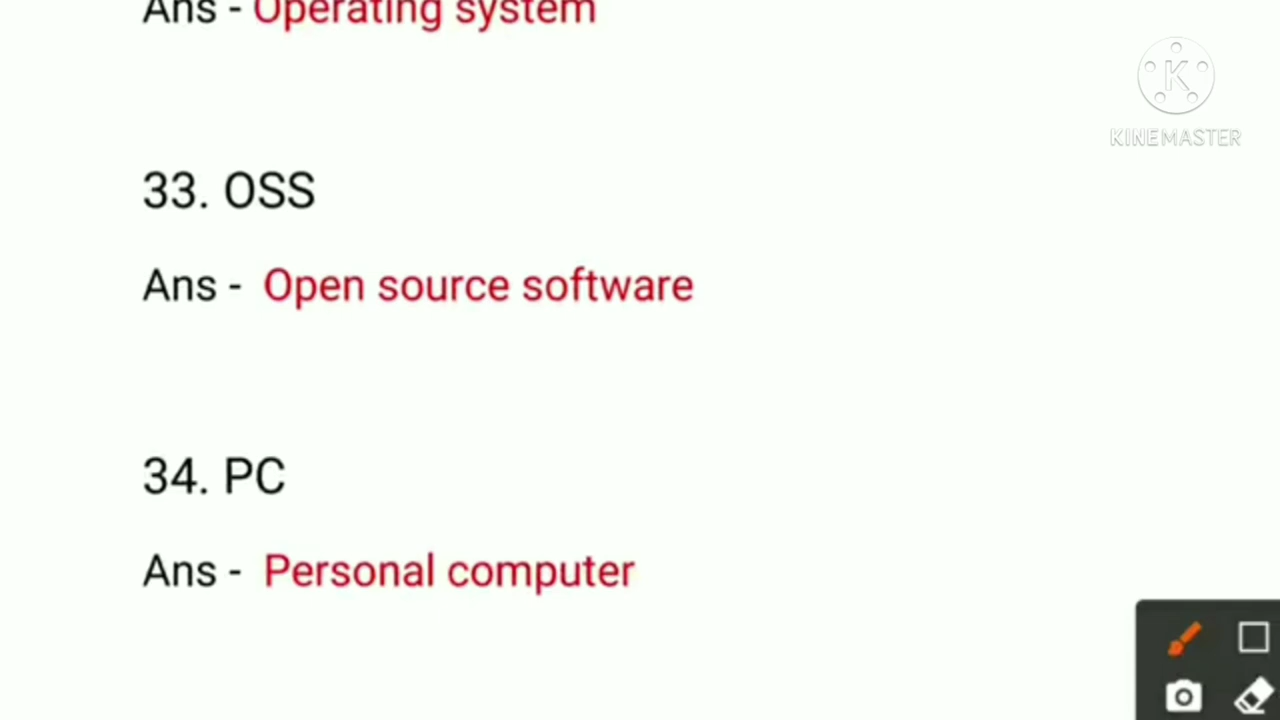 Ans - Operating system
KINEMASTER
33. OSS
Ans - Open source software
34. PC
Ans - Personal computer